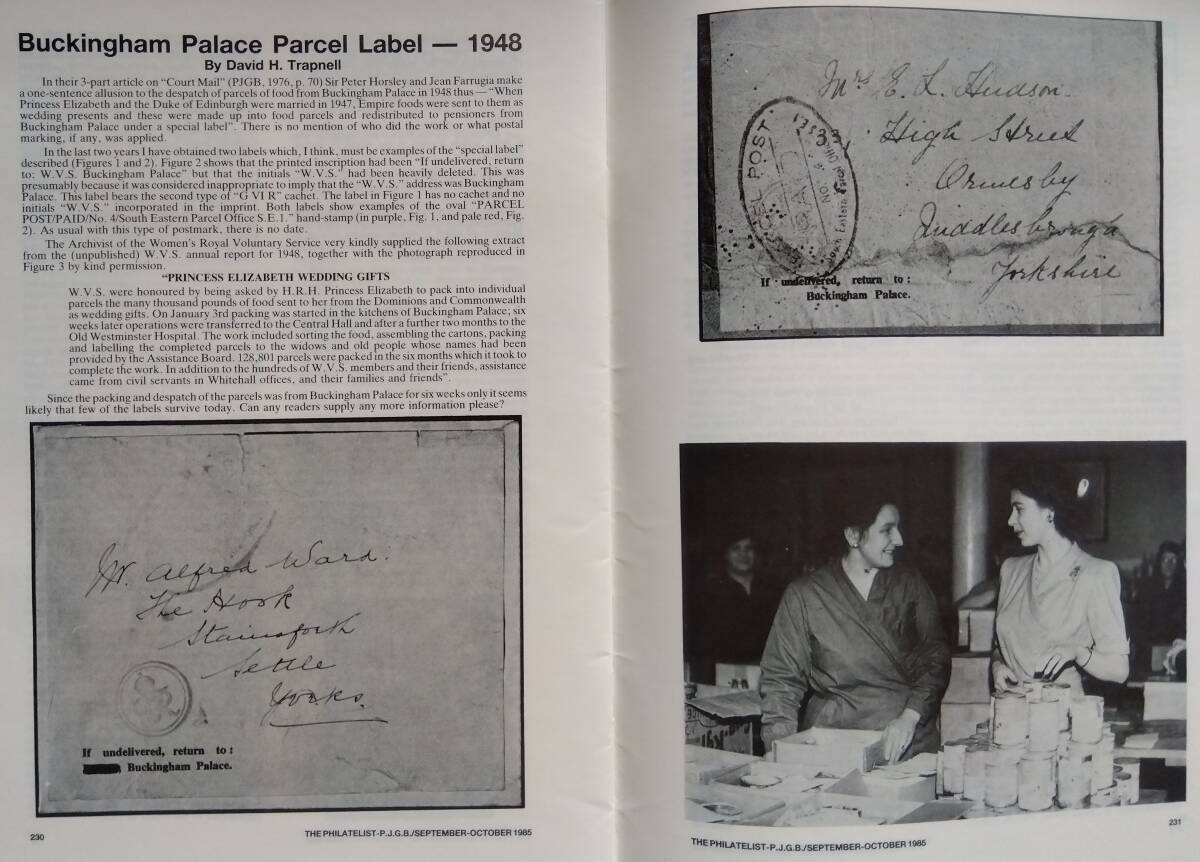 Buckingham Palace Parcel Label — 1948
By David H. Trapnell
In their 3-part article on “Court Mail” (PJGB, 1976, p. 70) Sir Peter Horsley and Jean Farrugia make
a one-sentence allusion to the despatch of parcels of food from Buckingham Palace in 1948 thus — “When
Princess Elizabeth and the Duke of Edinburgh were married in 1947, Empire foods were sent to them as
wedding presents and these were made up into food parcels and redistributed to pensioners from
Buckingham Palace under a special label”. There is no mention of who did the work or what postal
marking, if any, was applied.
In the last two years I have obtained two labels which, I think, must be examples of the “special label”
described (Figures 1 and 2). Figure 2 shows that the printed inscription had been “If undelivered, return
to: W.V.S. Buckingham Palace” but that the initials “W.V.S.” had been heavily deleted. This was
presumably because it was considered inappropriate to imply that the “W.V.S.” address was Buckingham
Palace. This label bears the second type of “G VI R” cachet. The label in Figure 1 has no cachet and no
initials “W.V.S.” incorporated in the imprint. Both labels show examples of the oval “PARCEL
POST/PAID/No. 4/South Eastern Parcel Office S.E.1.” hand-stamp (in purple, Fig. 1, and pale red, Fig.
2). As usual with this type of postmark, there is no date.
The Archivist of the Women's Royal Voluntary Service very kindly supplied the following extract
from the (unpublished) W.V.S. annual report for 1948, together with the photograph reproduced in
Figure 3 by kind permission.
“PRINCESS ELIZABETH WEDDING GIFTS
W.V.S. were honoured by being asked by H.R.H. Princess Elizabeth to pack into individual
parcels the many thousand pounds of food sent to her from the Dominions and Commonwealth
as wedding gifts. On January 3rd packing was started in the kitchens of Buckingham Palace; six
weeks later operations were transferred to the Central Hall and after a further two months to the
Old Westminster Hospital. The work included sorting the food, assembling the cartons, packing
and labelling the completed parcels to the widows and old people whose names had been
provided by the Assistance Board. 128,801 parcels were packed in the six months which it took to
complete the work. In addition to the hundreds of W.V.S. members and their friends, assistance
came from civil servants in Whitehall offices, and their families and friends”.
Since the packing and despatch of the parcels was from Buckingham Palace for six weeks only it seems
likely that few of the labels survive today. Can any readers supply any more information please?
Mr. Alfred Ward.
The Hook
Stainsforth
Settle
Yorks.
If undelivered, return to:
Buckingham Palace.
230
THE PHILATELIST-P.J.G.B./SEPTEMBER-OCTOBER 1985
Mrs E. L. Hudson.
High Street
Ormesby
Middlesbrough
Yorkshire
CEL POST.
PAID
No. 4
South Eastern Parcel Office
If undelivered, return to:
Buckingham Palace.
THE PHILATELIST-P.J.G.B./SEPTEMBER-OCTOBER 1985
231